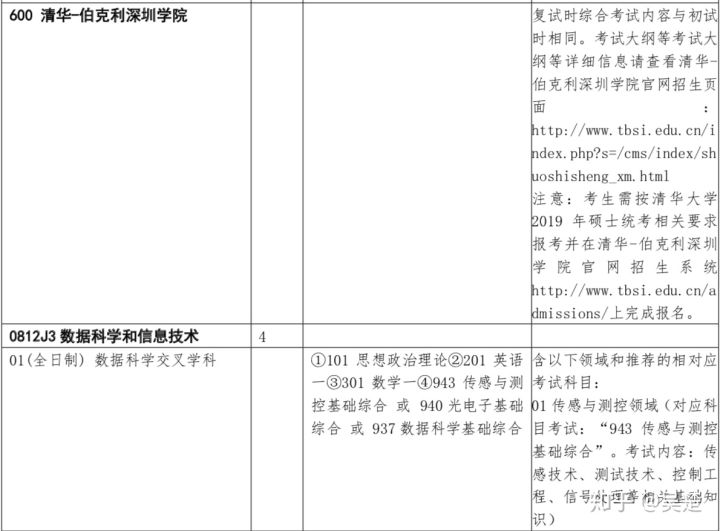 600 清华-伯克利深圳学院
复试时综合考试内容与初试
时相同。考试大纲等考试大
纲等详细信息请查看清华-
伯克利深圳学院官网招生页
面：
http://www.tbsi.edu.cn/i
ndex.php?s=/cms/index/sh
uoshisheng_xm.html
注意：考生需按清华大学
2019 年硕士统考相关要求
报考并在清华-伯克利深圳
学院官网招生系统
http://www.tbsi.edu.cn/a
dmissions/上完成报名。
0812J3 数据科学和信息技术
4
01(全日制) 数据科学交叉学科
①101 思想政治理论②201 英语
一③301 数学一④943 传感与测
控基础综合 或 940 光电子基础
综合 或 937 数据科学基础综合
含以下领域和推荐的相对应
考试科目：
01 传感与测控领域（对应科
目考试：“943 传感与测控
基础综合”。考试内容：传
感技术、测试技术、控制工
程、信号处理等相关基础知
识）
知乎 @吴楚